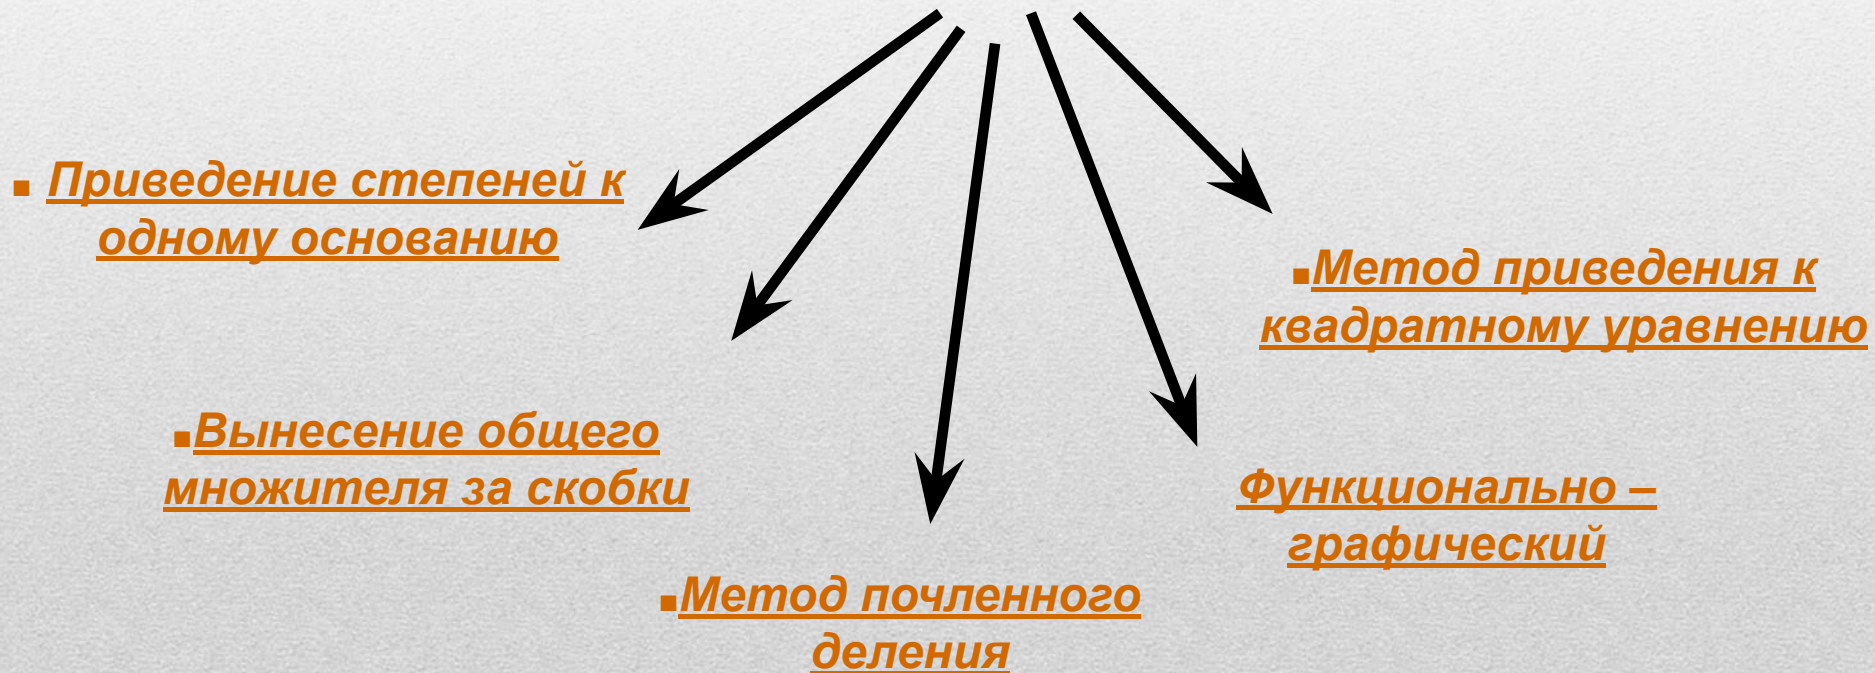 ▪ Приведение степеней к
одному основанию
▪Вынесение общего
множителя за скобки
▪Метод почленного
деления
Функционально –
графический
▪Метод приведения к
квадратному уравнению